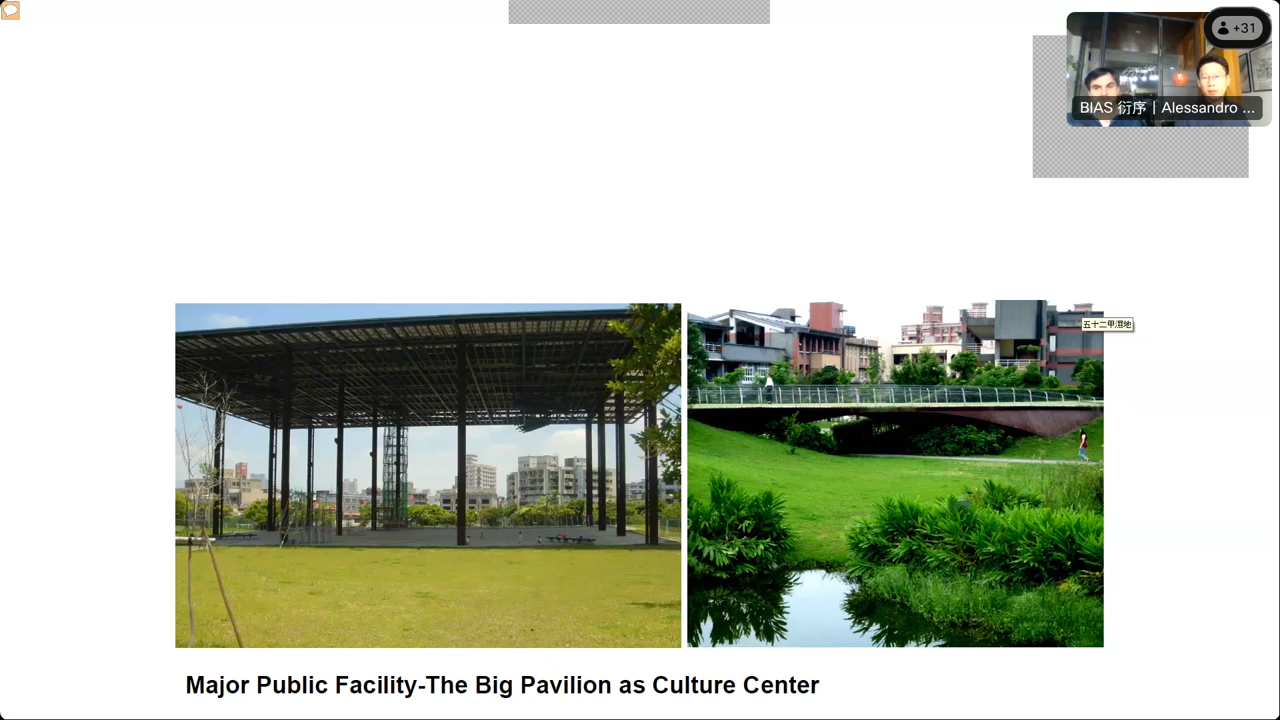 +31
BIAS 衍序 | Alessandro ...
五十二甲濕地
Major Public Facility-The Big Pavilion as Culture Center